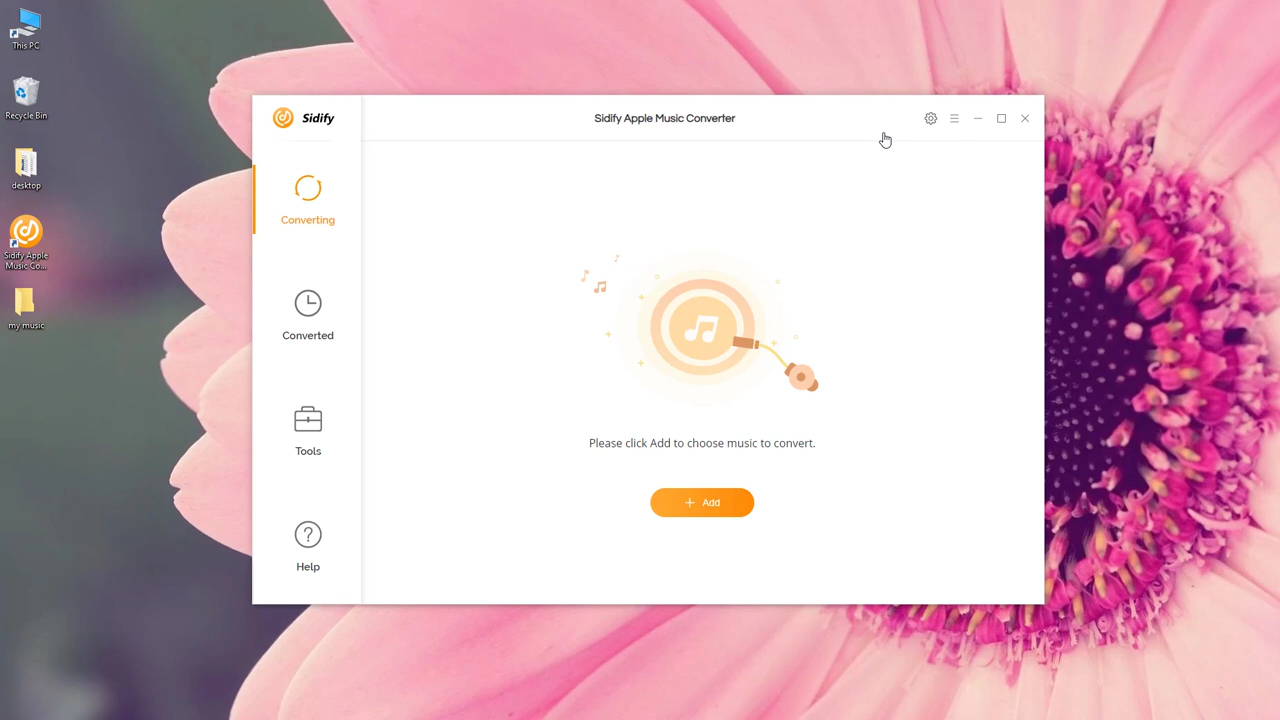 This PC
Recycle Bin
desktop
Sidify Apple
Music Co...
my music
Sidify
Sidify Apple Music Converter
Converting
Converted
Tools
Help
Please click Add to choose music to convert.
+ Add